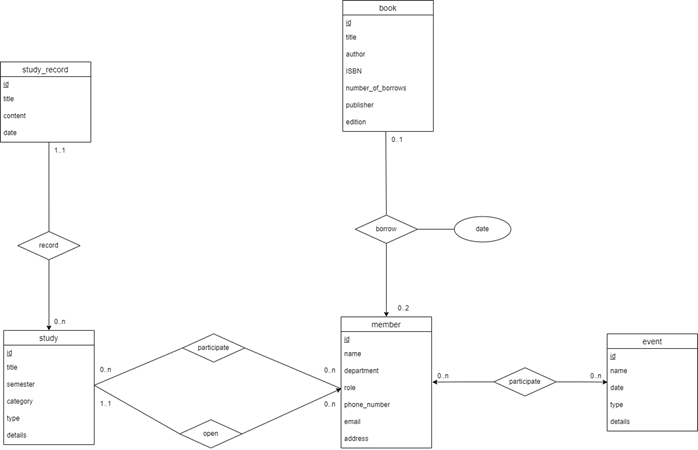 book
id
title
author
ISBN
number_of_borrows
publisher
edition
study_record
id
title
content
date
1..1
0..1
record
borrow
date
0..n
0..2
study
id
title
semester
category
type
details
participate
0..n
0..n
1..1
0..n
open
member
id
name
department
role
phone_number
email
address
0..n
participate
0..n
event
id
name
date
type
details